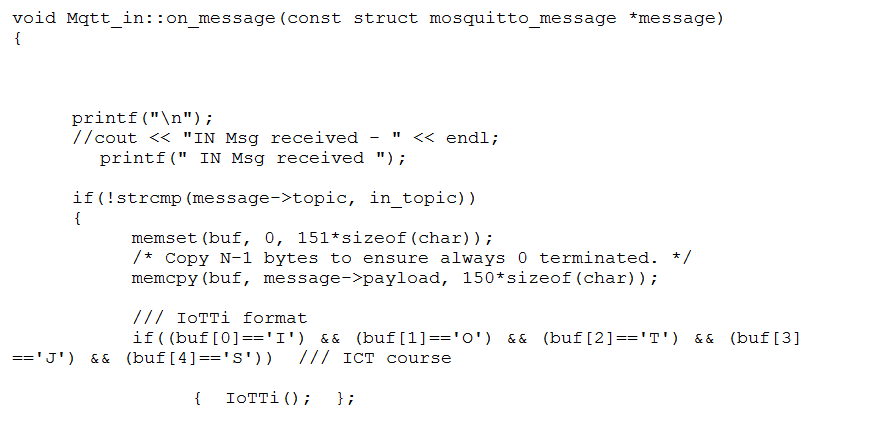 void Mqtt_in::on_message(const struct mosquitto_message *message)
{
printf("\n");
//cout << "IN Msg received - " << endl;
printf(" IN Msg received ");
if(!strcmp(message->topic, in_topic))
{
memset(buf, 0, 151*sizeof(char));
/* Copy N-1 bytes to ensure always 0 terminated. */
memcpy(buf, message->payload, 150*sizeof(char));
/// IoTTi format
if((buf[0]=='I') && (buf[1]=='O') && (buf[2]=='T') && (buf[3]
=='J') && (buf[4]=='S'))  /// ICT course
{  IoTTi();  };